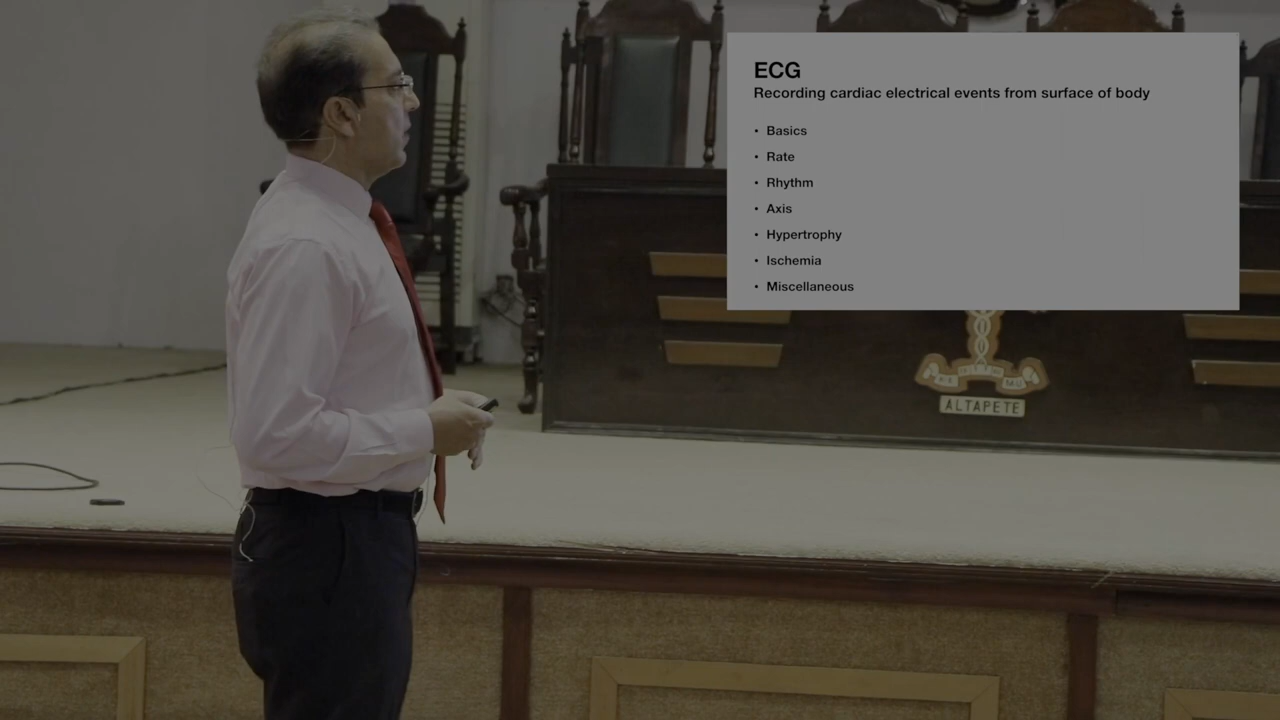 ECG
Recording cardiac electrical events from surface of body
• Basics
• Rate
• Rhythm
• Axis
• Hypertrophy
• Ischemia
• Miscellaneous
ALTAPETE